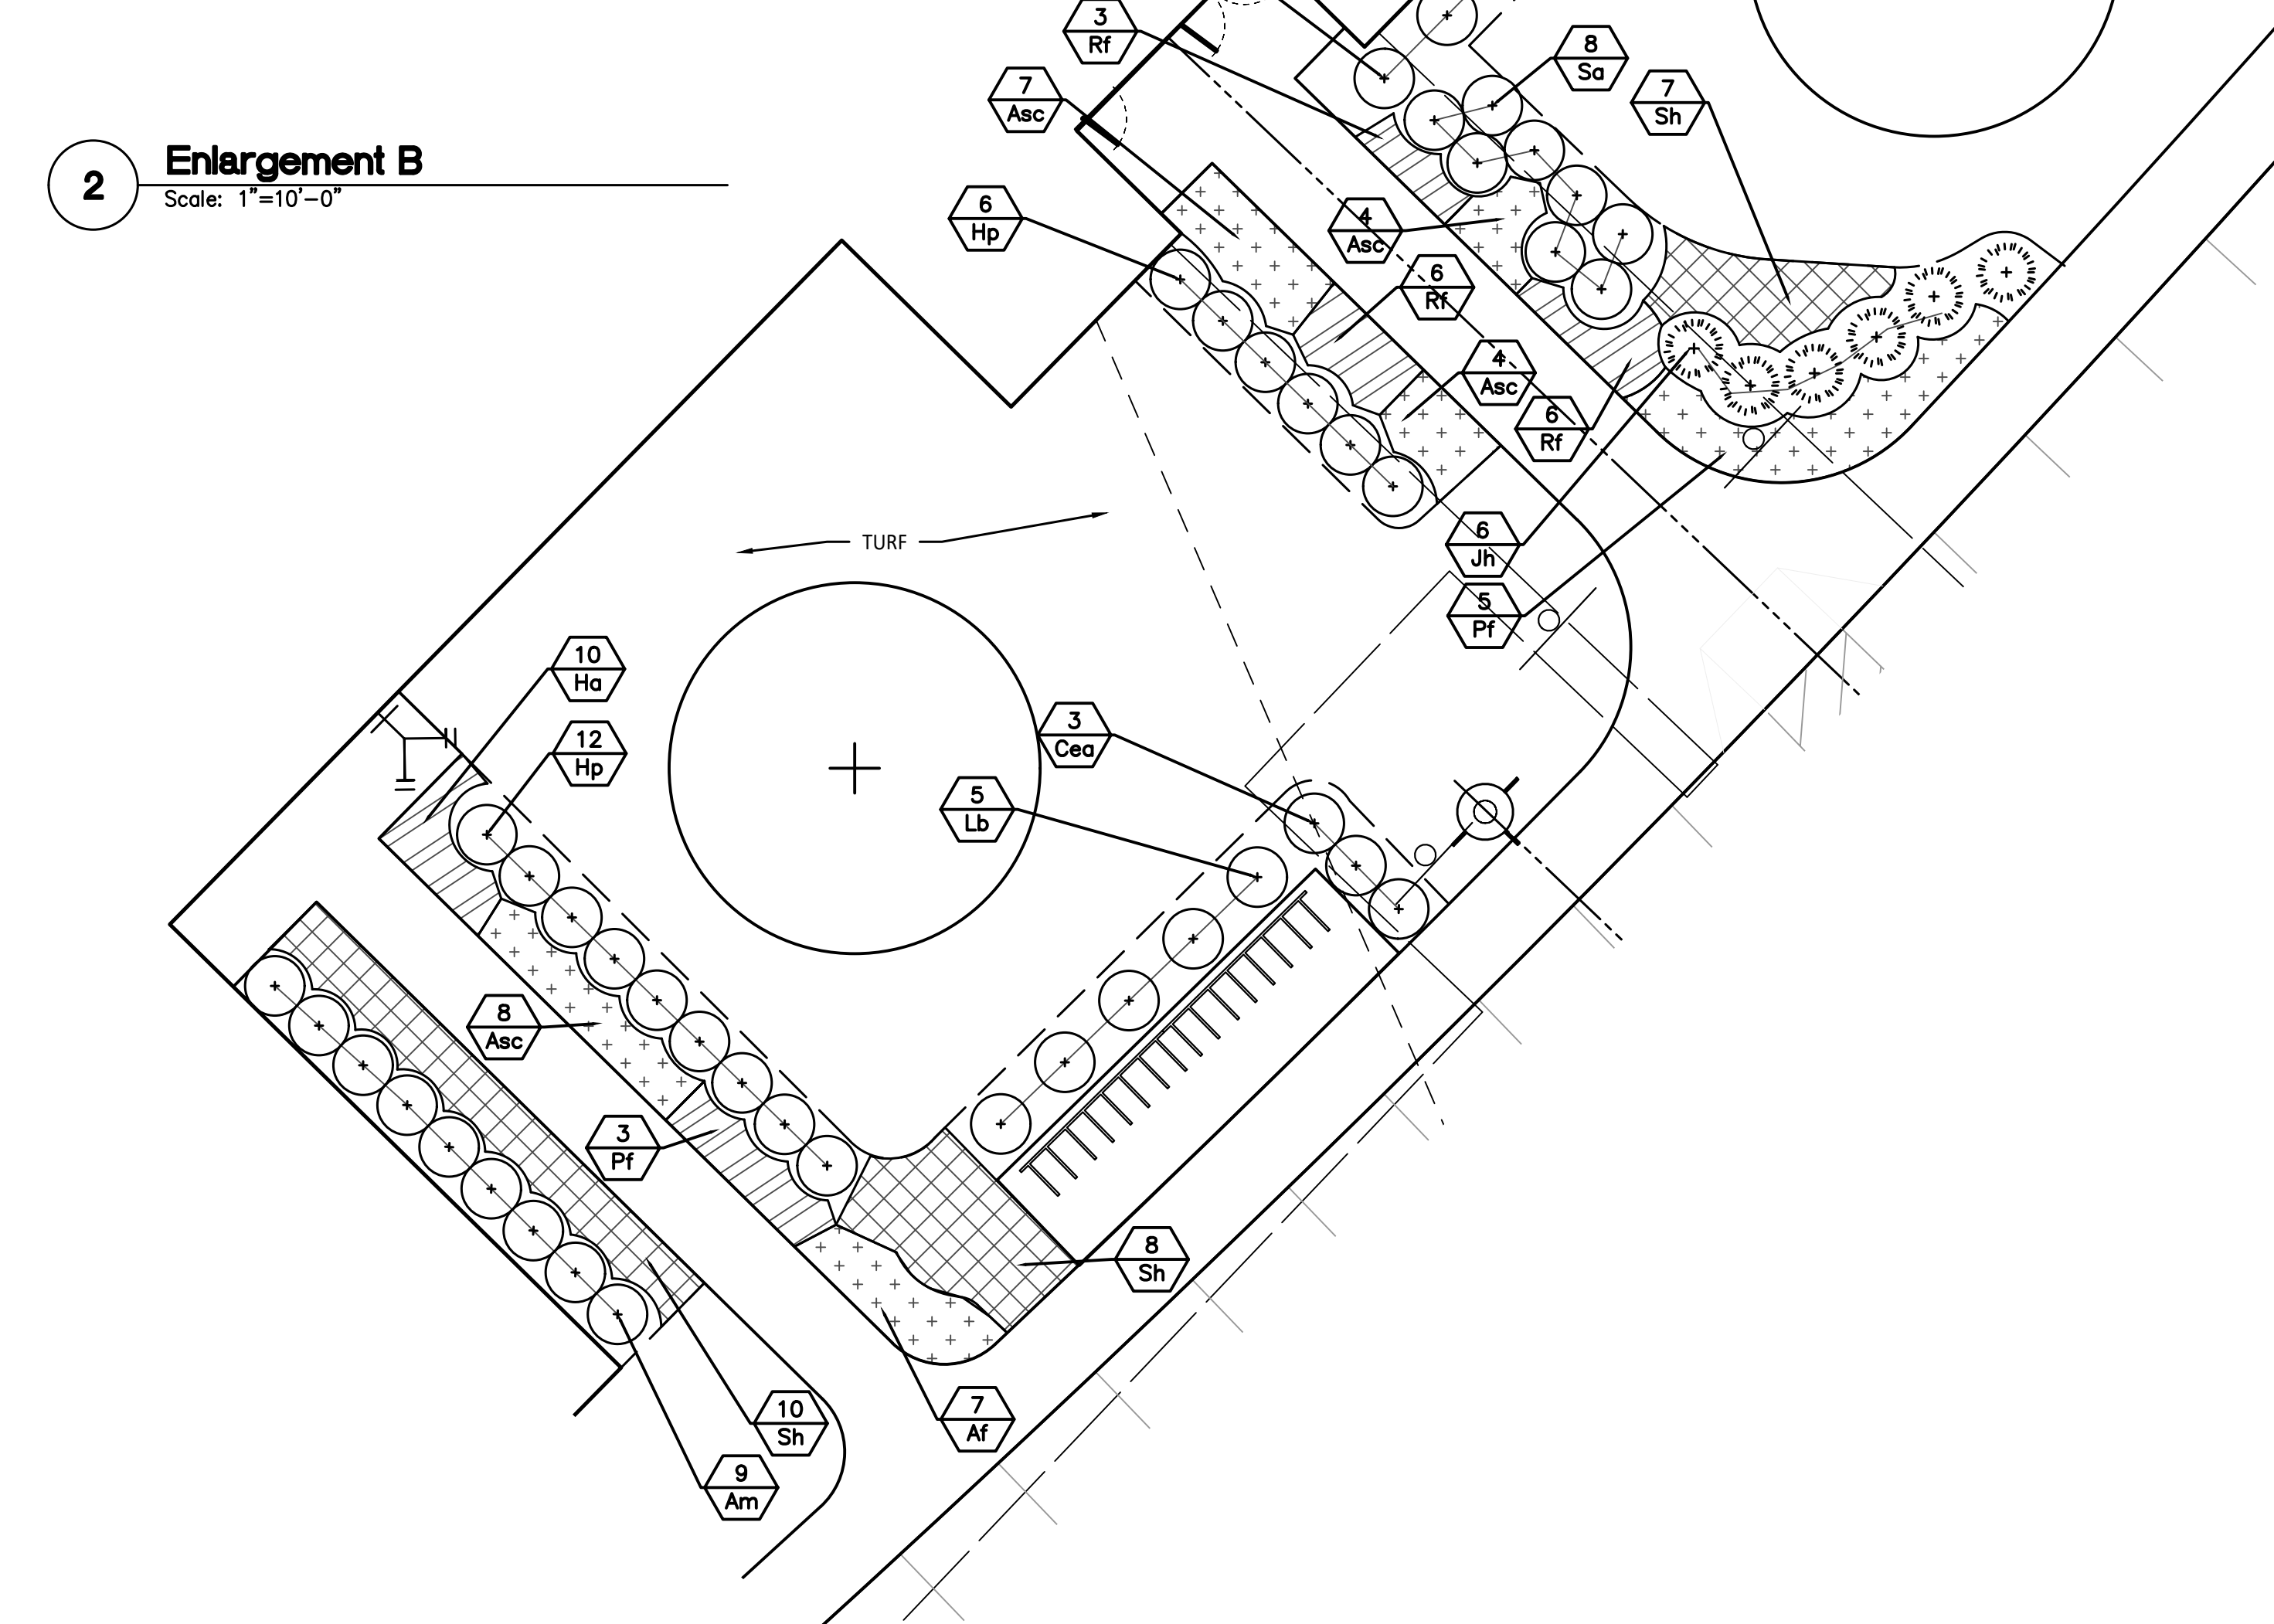 3
Rf
8
Sa
7
Asc
7
Sh
2
Enlargement B
Scale: 1"=10'-0"
6
Hp
4
Asc
6
Rf
4
Asc
6
Rf
TURF
6
Jh
5
Pf
10
Ha
12
Hp
3
Cea
5
Lb
8
Asc
3
Pf
8
Sh
10
Sh
7
Af
9
Am